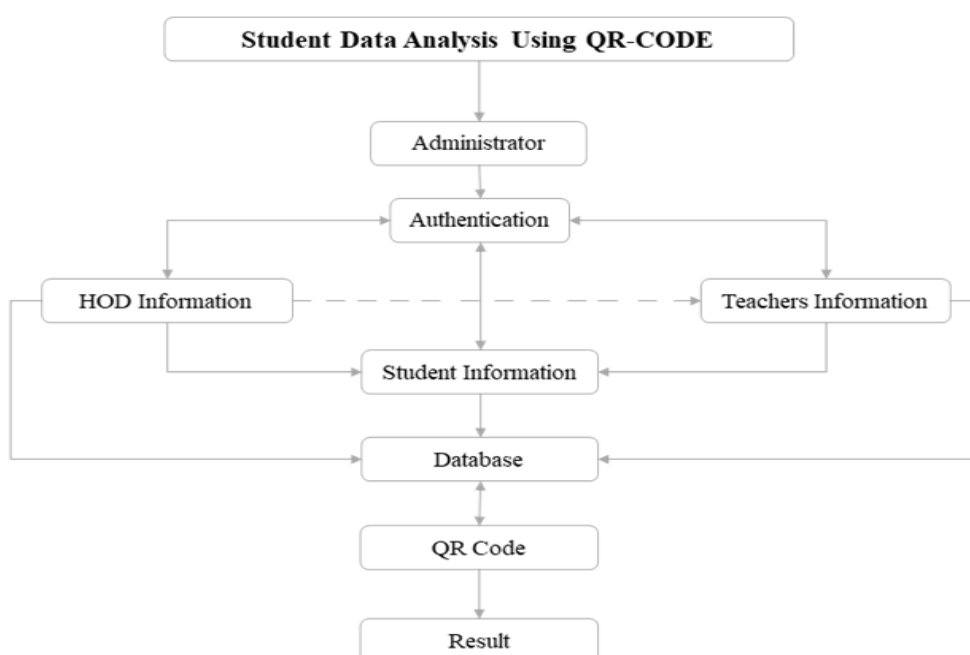 Student Data Analysis Using QR-CODE
Administrator
Authentication
HOD Information
Teachers Information
Student Information
Database
QR Code
Result